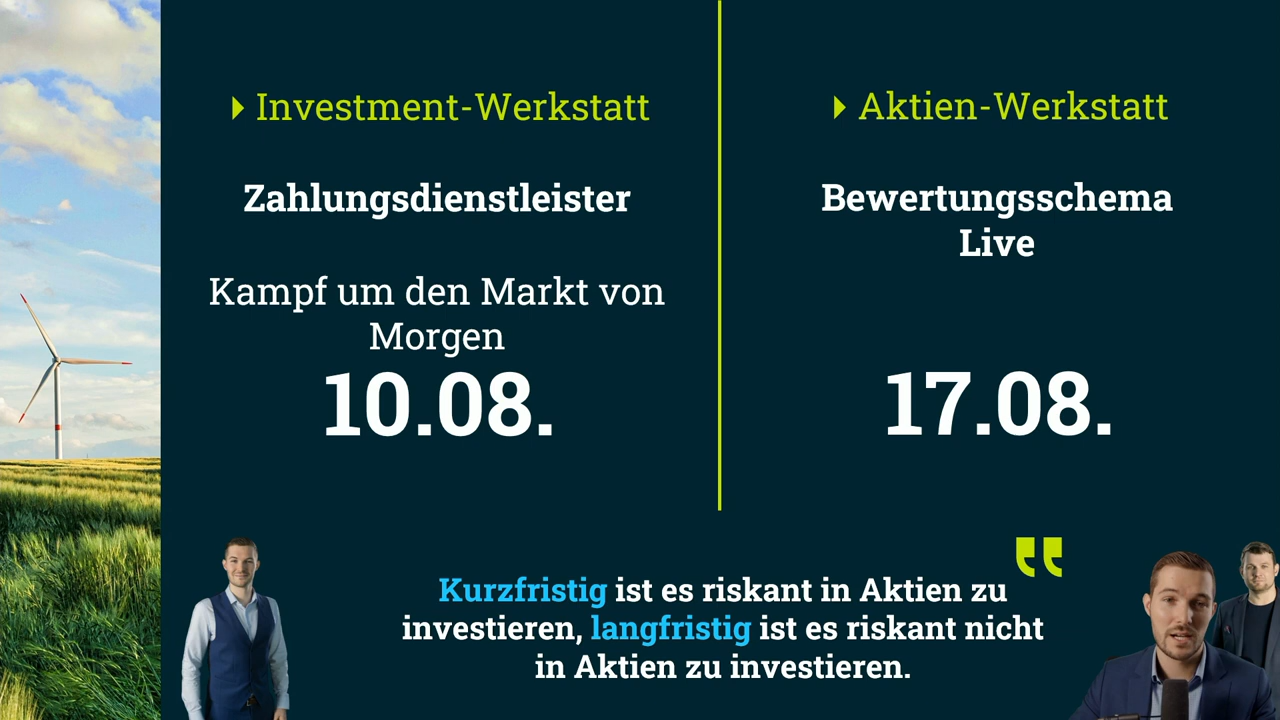 Investment-Werkstatt
Zahlungsdienstleister
Kampf um den Markt von
Morgen
10.08.
Aktien-Werkstatt
Bewertungsschema
Live
17.08.
Kurzfristig ist es riskant in Aktien zu
investieren, langfristig ist es riskant nicht
in Aktien zu investieren.